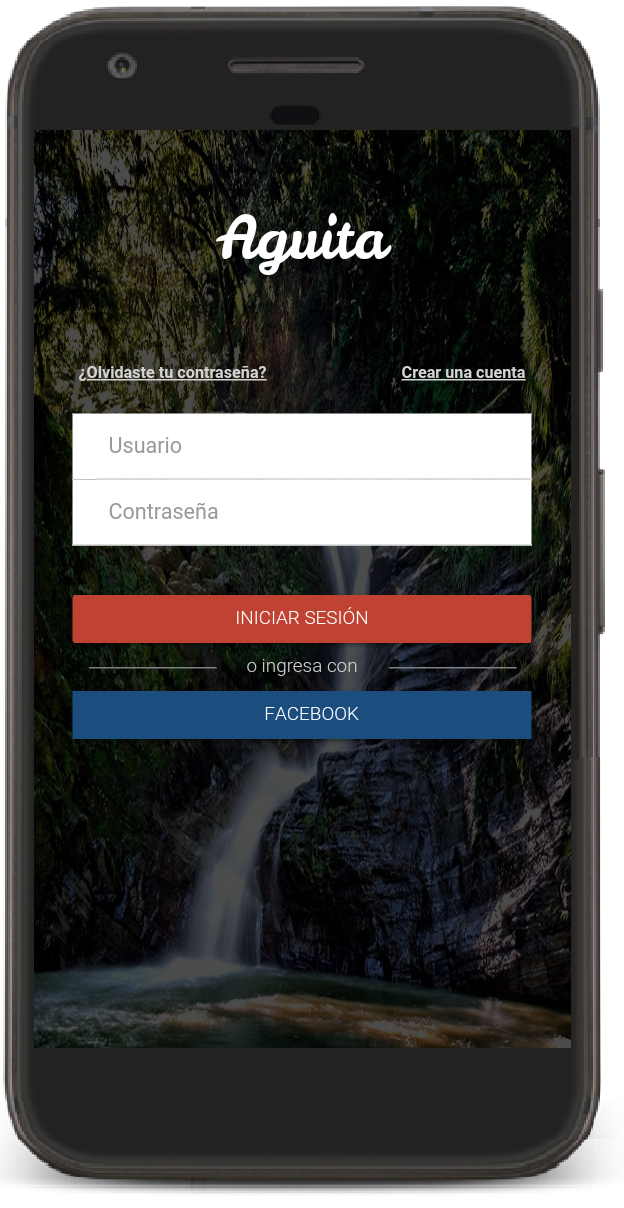 Aguita
¿Olvidaste tu contraseña? Crear una cuenta
Usuario
Contraseña
INICIAR SESIÓN
o ingresa con
FACEBOOK